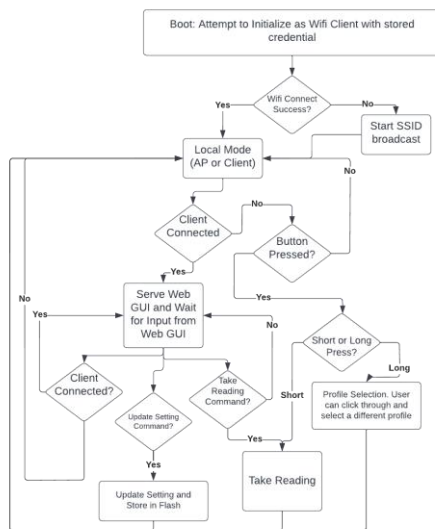 Boot: Attempt to Initialize as Wifi Client with stored
credential
Wifi Connect
Success?
Yes
No
Start SSID
broadcast
Local Mode
(AP or Client)
No
Client
Connected
No
Button
Pressed?
Yes
Yes
Serve Web
GUI and Wait
for Input from
Web GUI
No
Yes
No
Short or Long
Press?
Client
Connected?
Take
Reading
Command?
Short
Long
Update Setting
Command?
Profile Selection. User
can click through and
select a different profile
Yes
Yes
Take Reading
Update Setting and
Store in Flash